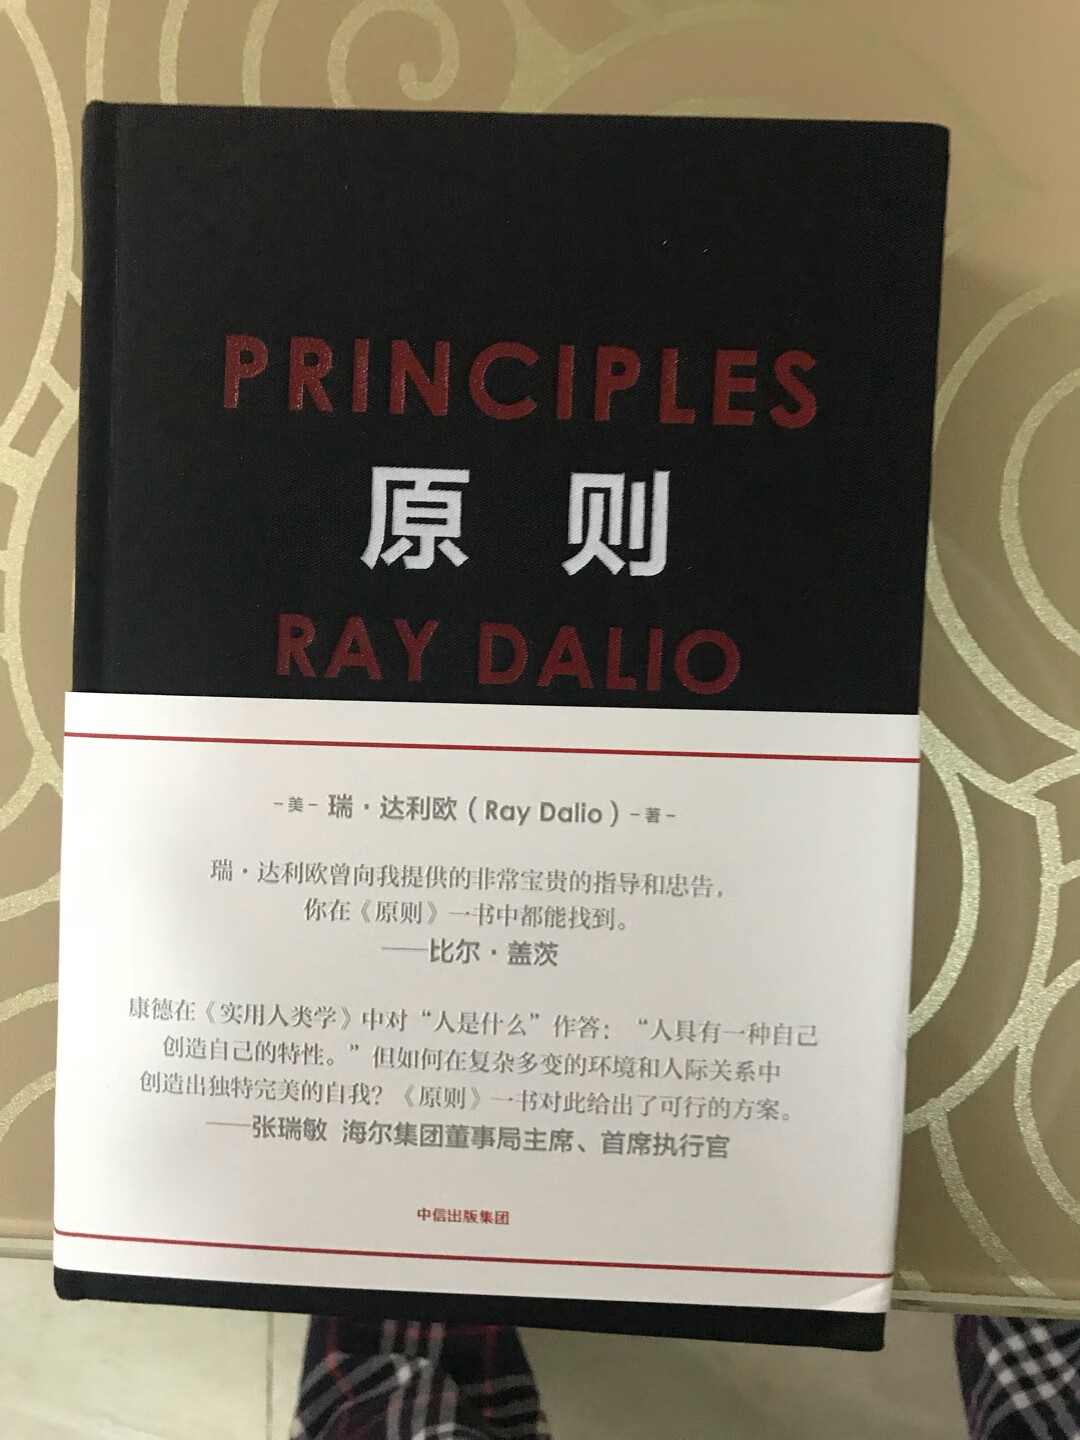 PRINCIPLES
原则
RAY DALIO
-美- 瑞·达利欧（Ray Dalio）-著-
瑞·达利欧曾向我提供的非常宝贵的指导和忠告，
你在《原则》一书中都能找到。
——比尔·盖茨
康德在《实用人类学》中对“人是什么”作答：“人具有一种自己
创造自己的特性。”但如何在复杂多变的环境和人际关系中
创造出独特完美的自我？《原则》一书对此给出了可行的方案。
——张瑞敏 海尔集团董事局主席、首席执行官
中信出版集团